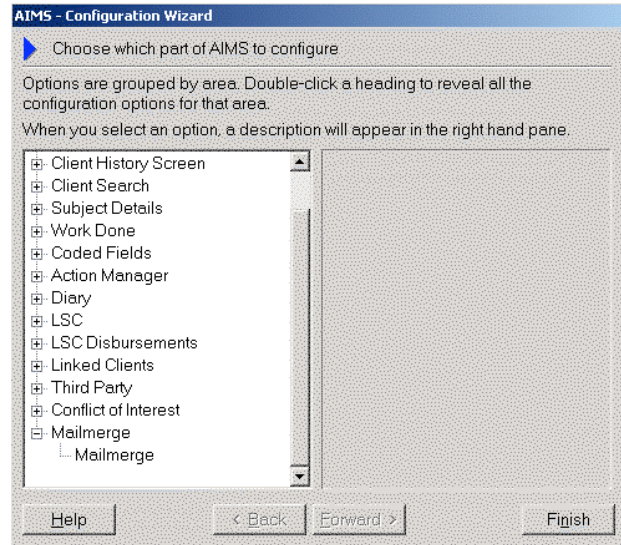 AIMS - Configuration Wizard
Choose which part of AIMS to configure
Options are grouped by area. Double-click a heading to reveal all the
configuration options for that area.
When you select an option, a description will appear in the right hand pane.
Client History Screen
Client Search
Subject Details
Work Done
Coded Fields
Action Manager
Diary
LSC
LSC Disbursements
Linked Clients
Third Party
Conflict of Interest
Mailmerge
Mailmerge
Help < Back Forward > Finish